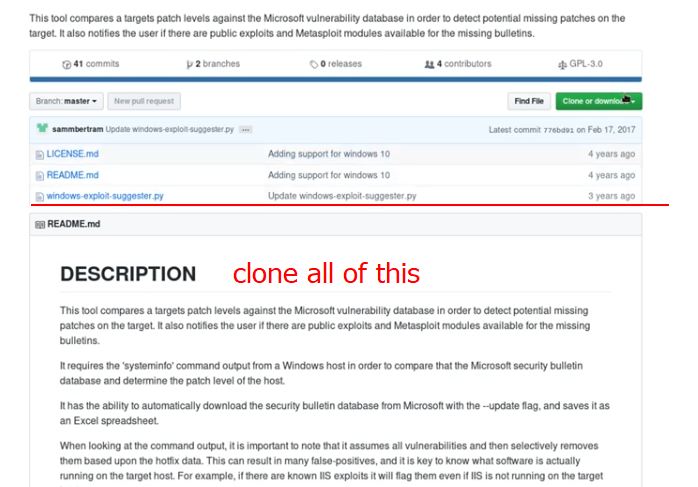 This tool compares a targets patch levels against the Microsoft vulnerability database in order to detect potential missing patches on the
target. It also notifies the user if there are public exploits and Metasploit modules available for the missing bulletins.
41 commits 2 branches 0 releases 4 contributors GPL-3.0
Branch: master New pull request Find File Clone or download
sammbertram Update windows-exploit-suggester.py ... Latest commit 776bd91 on Feb 17, 2017
LICENSE.md Adding support for windows 10 4 years ago
README.md Adding support for windows 10 4 years ago
windows-exploit-suggester.py Update windows-exploit-suggester.py 3 years ago
README.md
DESCRIPTION clone all of this
This tool compares a targets patch levels against the Microsoft vulnerability database in order to detect potential missing
patches on the target. It also notifies the user if there are public exploits and Metasploit modules available for the missing
bulletins.
It requires the 'systeminfo' command output from a Windows host in order to compare that the Microsoft security bulletin
database and determine the patch level of the host.
It has the ability to automatically download the security bulletin database from Microsoft with the --update flag, and saves it as
an Excel spreadsheet.
When looking at the command output, it is important to note that it assumes all vulnerabilities and then selectively removes
them based upon the hotfix data. This can result in many false-positives, and it is key to know what software is actually
running on the target host. For example, if there are known IIS exploits it will flag them even if IIS is not running on the target